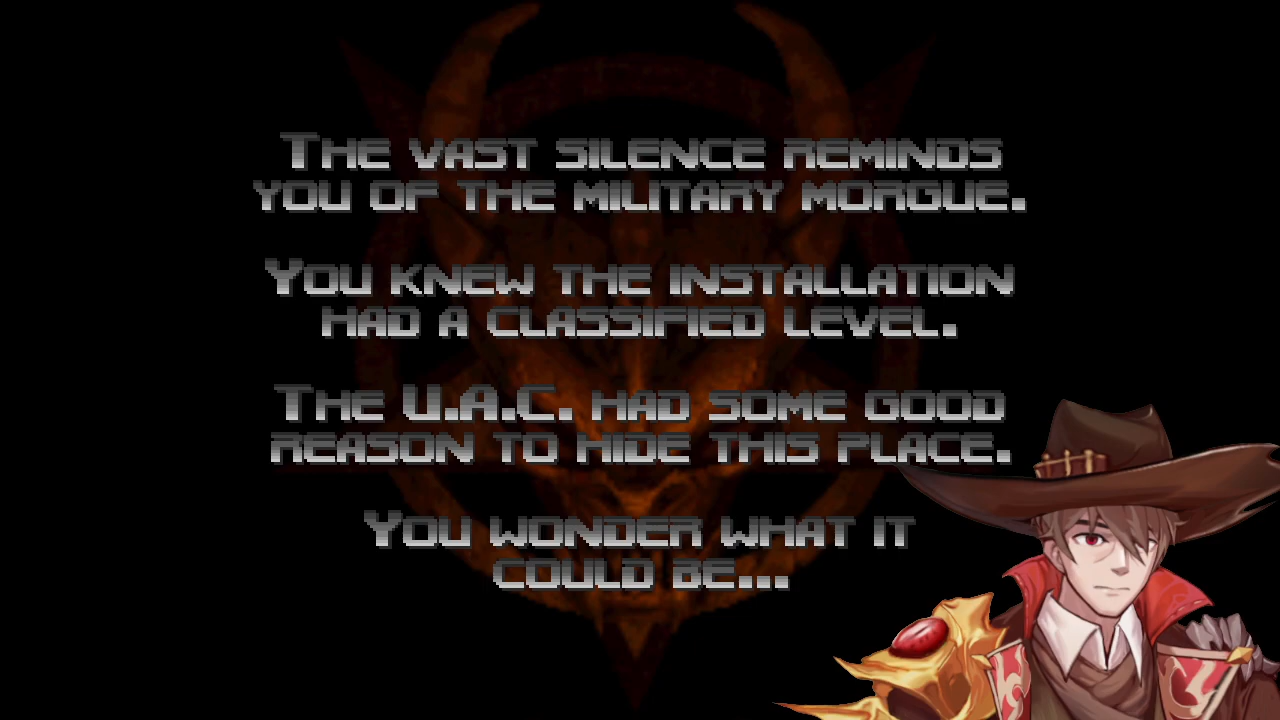 The vast silence reminds
you of the military morgue.
You knew the installation
had a classified level.
The U.A.C. had some good
reason to hide this place.
You wonder what it
could be...